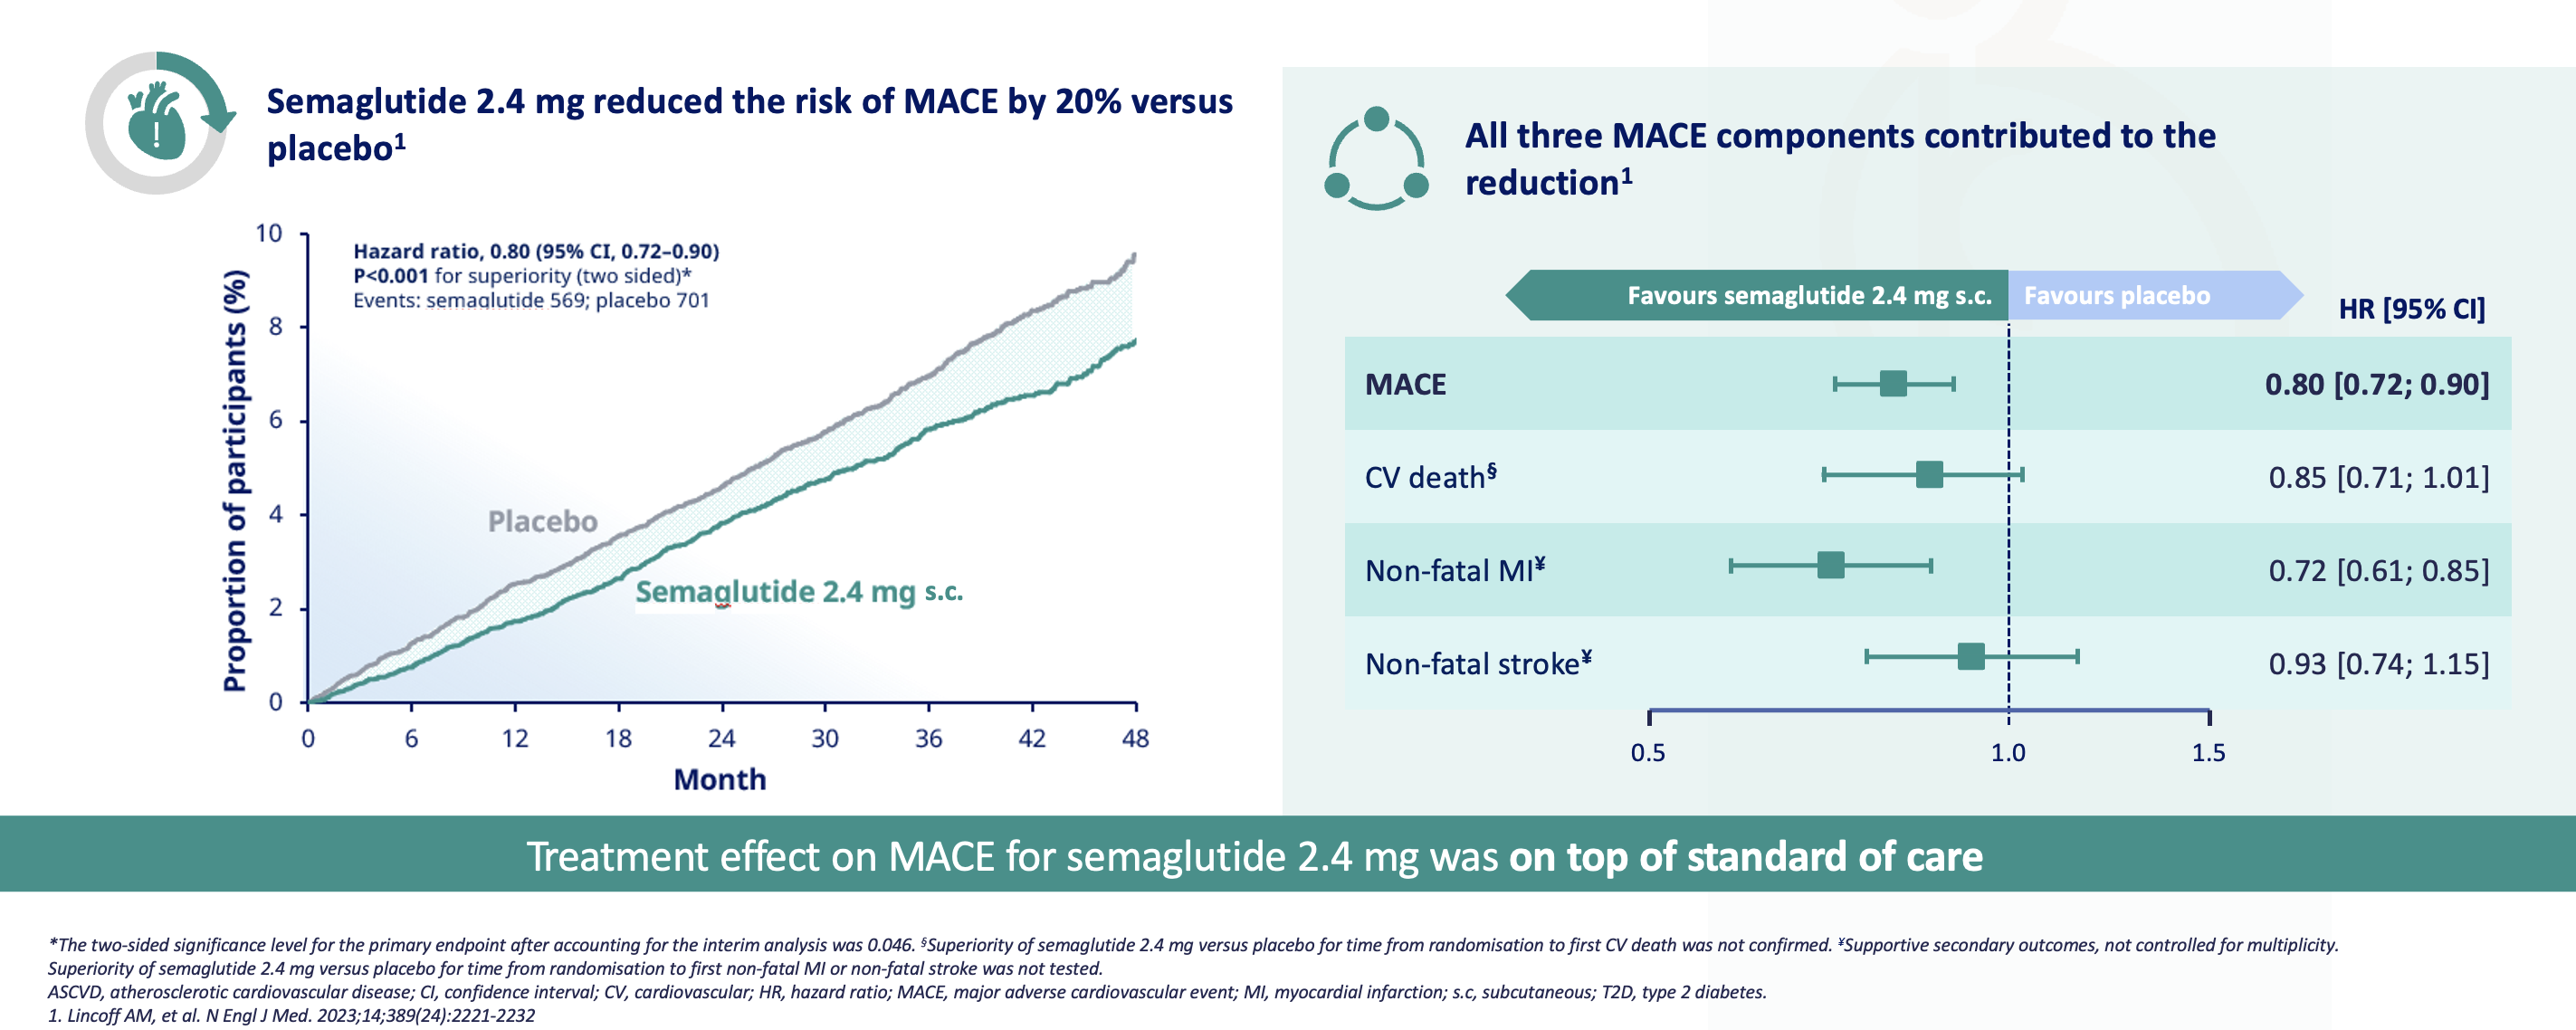 Semaglutide 2.4 mg reduced the risk of MACE by 20% versus
placebo¹
10
8
6
4
2
0
Proportion of participants (%)
Hazard ratio, 0.80 (95% CI, 0.72–0.90)
P<0.001 for superiority (two sided)*
Events: semaglutide 569; placebo 701
Placebo
Semaglutide 2.4 mg s.c.
0 6 12 18 24 30 36 42 48
Month
All three MACE components contributed to the
reduction¹
Favours semaglutide 2.4 mg s.c. Favours placebo
HR [95% CI]
MACE 0.80 [0.72; 0.90]
CV death§ 0.85 [0.71; 1.01]
Non-fatal MI¥ 0.72 [0.61; 0.85]
Non-fatal stroke¥ 0.93 [0.74; 1.15]
0.5 1.0 1.5
Treatment effect on MACE for semaglutide 2.4 mg was on top of standard of care
*The two-sided significance level for the primary endpoint after accounting for the interim analysis was 0.046. §Superiority of semaglutide 2.4 mg versus placebo for time from randomisation to first CV death was not confirmed. ¥Supportive secondary outcomes, not controlled for multiplicity.
Superiority of semaglutide 2.4 mg versus placebo for time from randomisation to first non-fatal MI or non-fatal stroke was not tested.
ASCVD, atherosclerotic cardiovascular disease; CI, confidence interval; CV, cardiovascular; HR, hazard ratio; MACE, major adverse cardiovascular event; MI, myocardial infarction; s.c, subcutaneous; T2D, type 2 diabetes.
1. Lincoff AM, et al. N Engl J Med. 2023;14;389(24):2221-2232